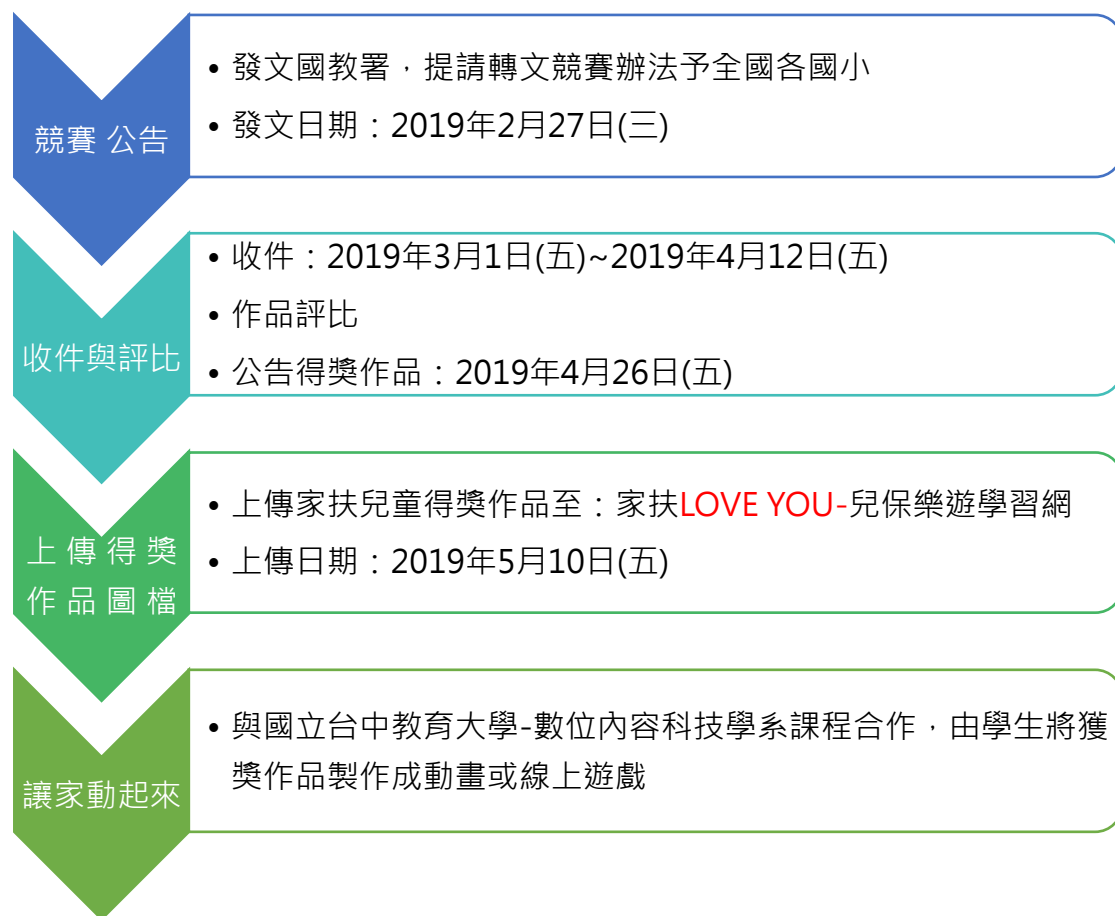 競賽 公告
• 發文國教署，提請轉文競賽辦法予全國各國小
• 發文日期：2019年2月27日(三)
收件與評比
• 收件：2019年3月1日(五)~2019年4月12日(五)
• 作品評比
• 公告得獎作品：2019年4月26日(五)
上傳得獎
作品圖檔
• 上傳家扶兒童得獎作品至：家扶LOVE YOU-兒保樂遊學習網
• 上傳日期：2019年5月10日(五)
讓家動起來
• 與國立台中教育大學-數位內容科技學系課程合作，由學生將獲
獎作品製作成動畫或線上遊戲